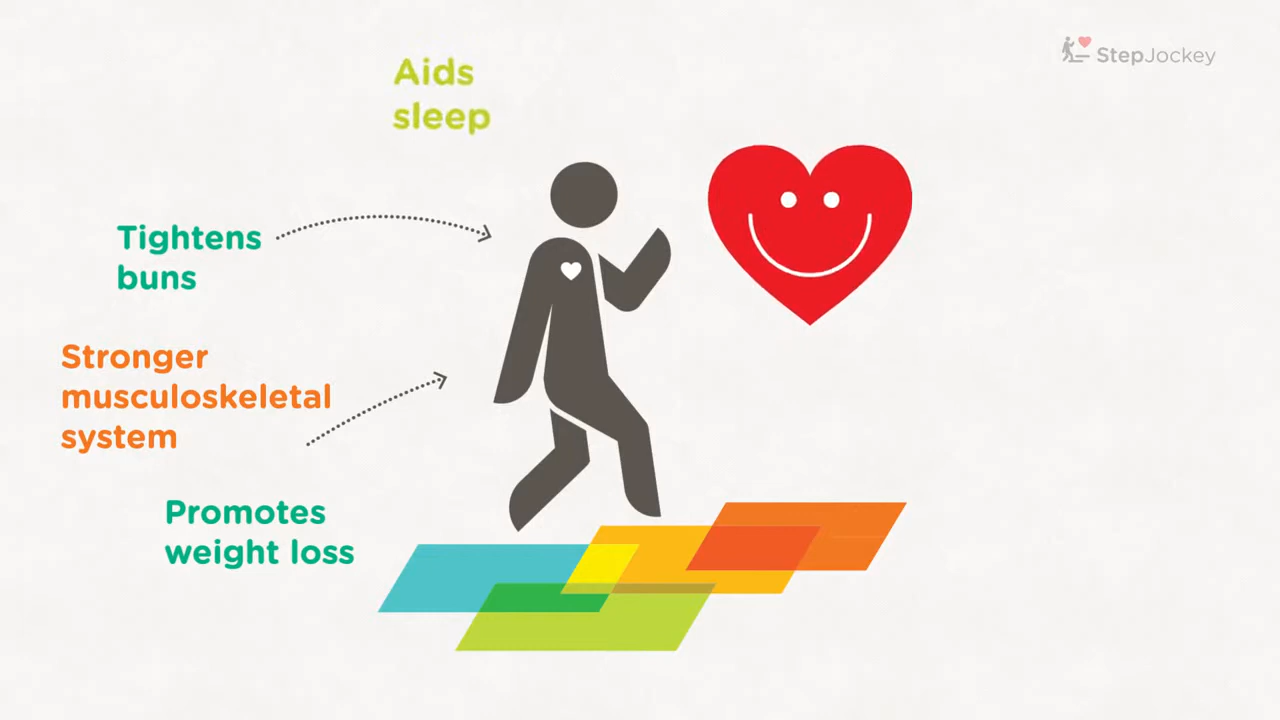 StepJockey
Aids
sleep
Tightens
buns
Stronger
musculoskeletal
system
Promotes
weight loss